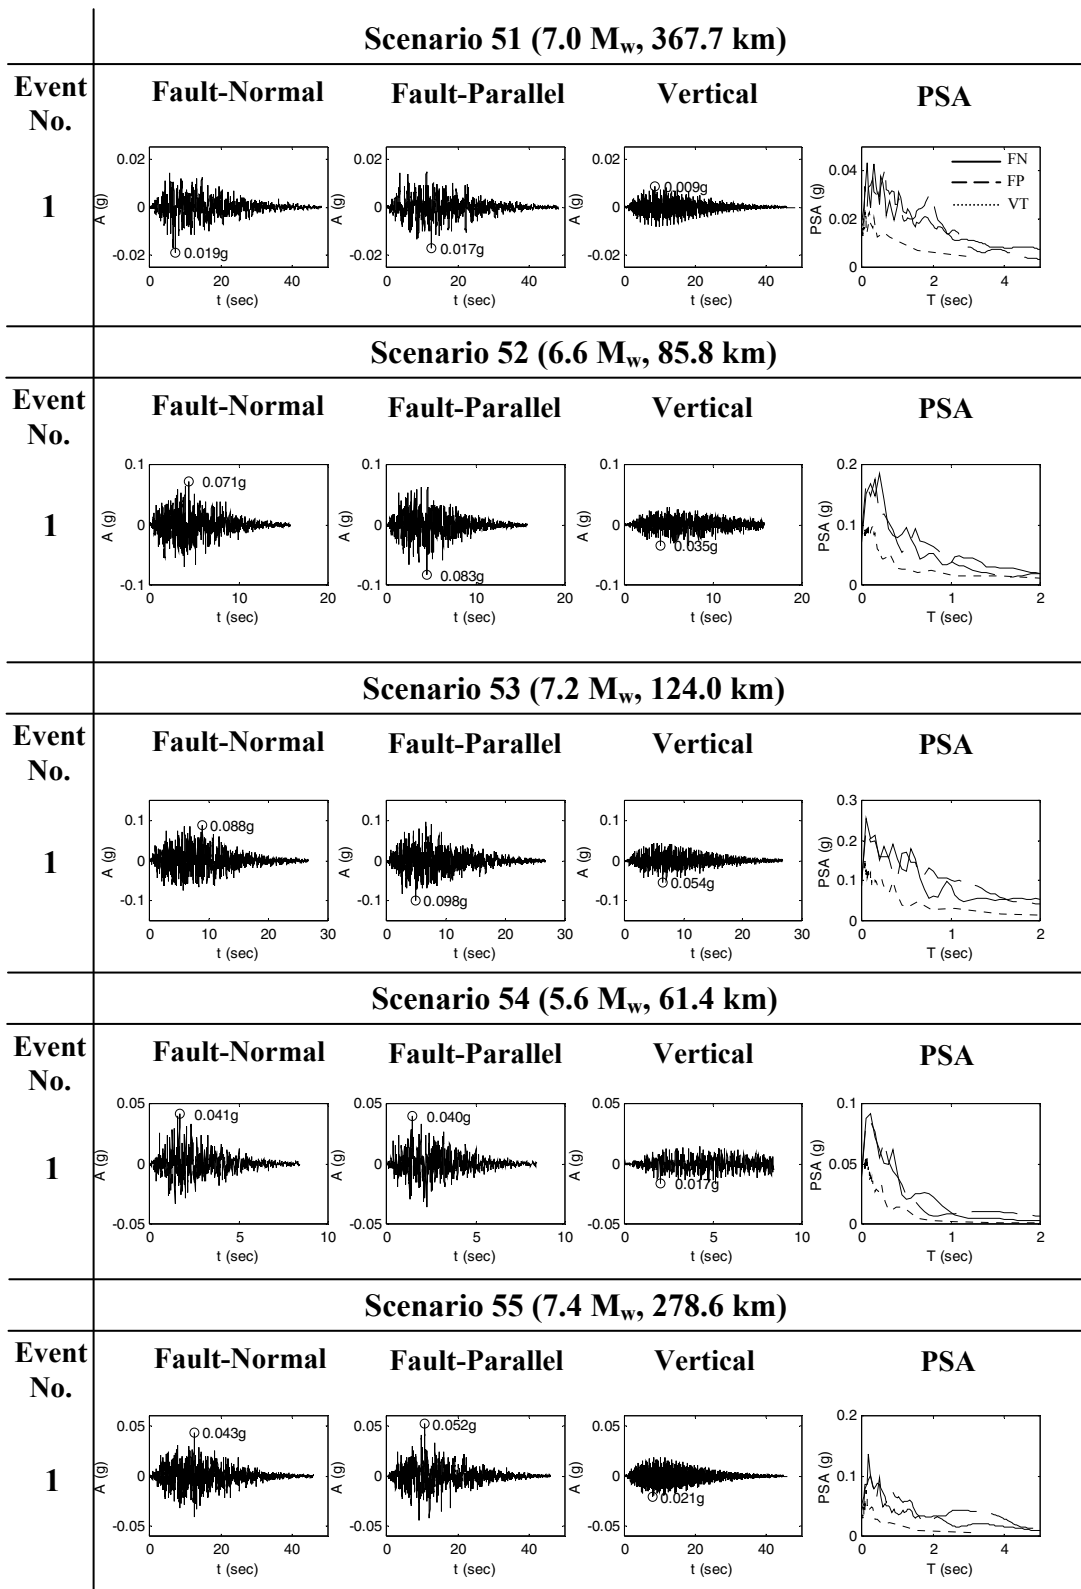 Scenario 51 (7.0 Mw, 367.7 km)
Event No.
Fault-Normal
Fault-Parallel
Vertical
PSA
1
0.02
0
-0.02
A (g)
0.019g
0 20 40
t (sec)
0.02
0
-0.02
A (g)
0.017g
0 20 40
t (sec)
0.02
0
-0.02
A (g)
0.009g
0 20 40
t (sec)
0.04
0.02
0
PSA (g)
FN
FP
VT
0 2 4
T (sec)
Scenario 52 (6.6 Mw, 85.8 km)
Event No.
Fault-Normal
Fault-Parallel
Vertical
PSA
1
0.1
0
-0.1
A (g)
0.071g
0 10 20
t (sec)
0.1
0
-0.1
A (g)
0.083g
0 10 20
t (sec)
0.1
0
-0.1
A (g)
0.035g
0 10 20
t (sec)
0.2
0.1
0
PSA (g)
0 1 2
T (sec)
Scenario 53 (7.2 Mw, 124.0 km)
Event No.
Fault-Normal
Fault-Parallel
Vertical
PSA
1
0.1
0
-0.1
A (g)
0.088g
0 10 20 30
t (sec)
0.1
0
-0.1
A (g)
0.098g
0 10 20 30
t (sec)
0.1
0
-0.1
A (g)
0.054g
0 10 20 30
t (sec)
0.3
0.2
0.1
0
PSA (g)
0 1 2
T (sec)
Scenario 54 (5.6 Mw, 61.4 km)
Event No.
Fault-Normal
Fault-Parallel
Vertical
PSA
1
0.05
0
-0.05
A (g)
0.041g
0 5 10
t (sec)
0.05
0
-0.05
A (g)
0.040g
0 5 10
t (sec)
0.05
0
-0.05
A (g)
0.017g
0 5 10
t (sec)
0.1
0.05
0
PSA (g)
0 1 2
T (sec)
Scenario 55 (7.4 Mw, 278.6 km)
Event No.
Fault-Normal
Fault-Parallel
Vertical
PSA
1
0.05
0
-0.05
A (g)
0.043g
0 20 40
t (sec)
0.05
0
-0.05
A (g)
0.052g
0 20 40
t (sec)
0.05
0
-0.05
A (g)
0.021g
0 20 40
t (sec)
0.2
0.1
0
PSA (g)
0 2 4
T (sec)